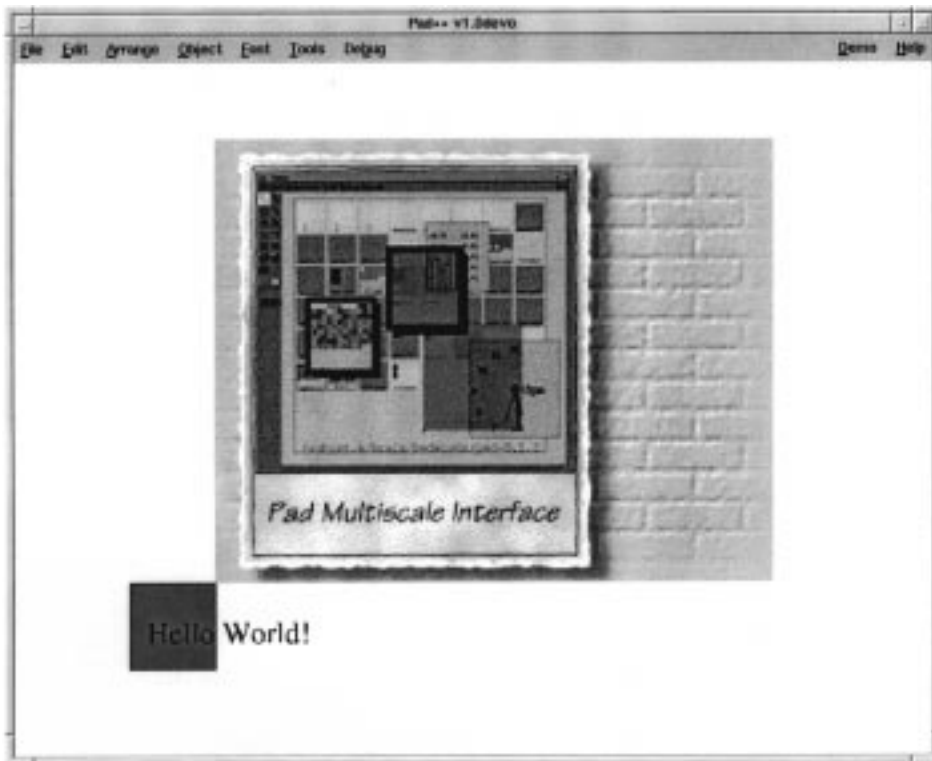 Pad++ v1.0devo
File Edit Arrange Object Font Tools Debug Demo Help
Pad Multiscale Interface
Hello World!